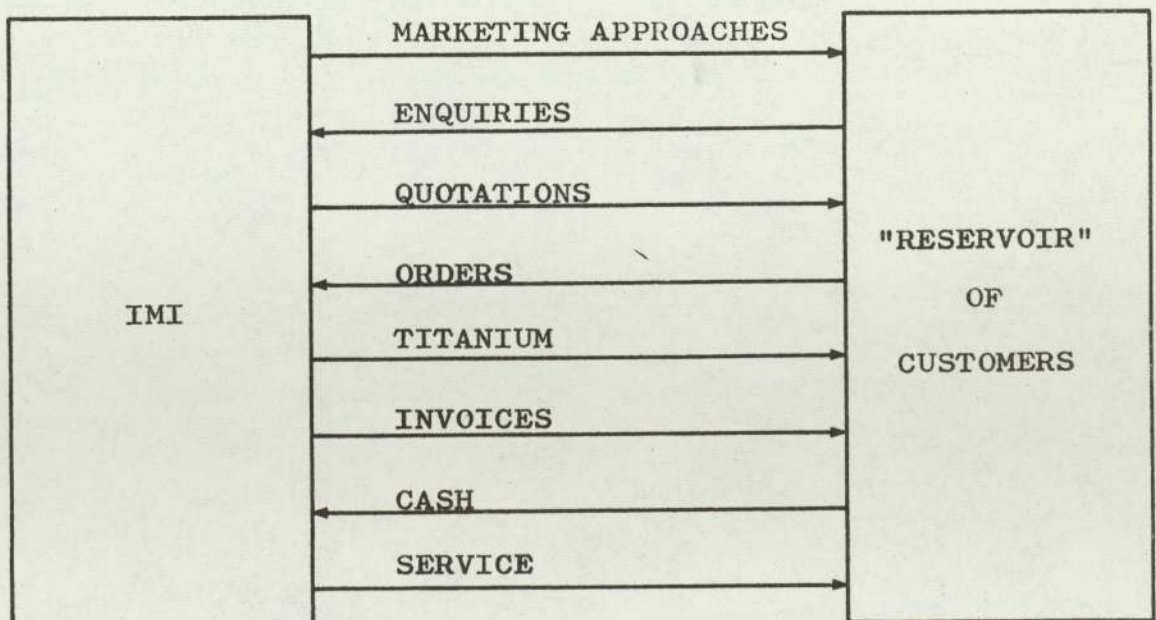 MARKETING APPROACHES
ENQUIRIES
QUOTATIONS
ORDERS
TITANIUM
INVOICES
CASH
SERVICE
IMI
"RESERVOIR"
OF
CUSTOMERS